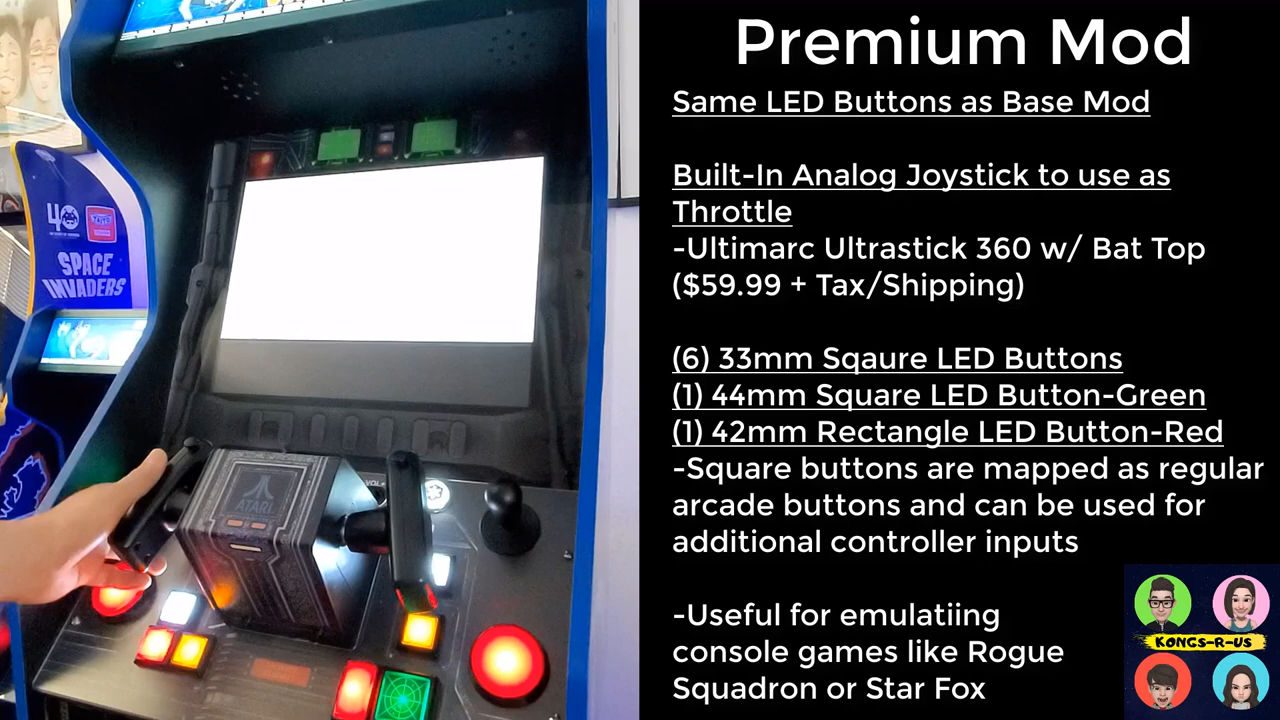 Premium Mod
Same LED Buttons as Base Mod
Built-In Analog Joystick to use as
Throttle
-Ultimarc Ultrastick 360 w/ Bat Top
($59.99 + Tax/Shipping)
(6) 33mm Sqaure LED Buttons
(1) 44mm Square LED Button-Green
(1) 42mm Rectangle LED Button-Red
-Square buttons are mapped as regular
arcade buttons and can be used for
additional controller inputs
-Useful for emulatiing
console games like Rogue
Squadron or Star Fox
KONGS-R-US
40
TAITO
SPACE
INVADERS
ATARI
VOL